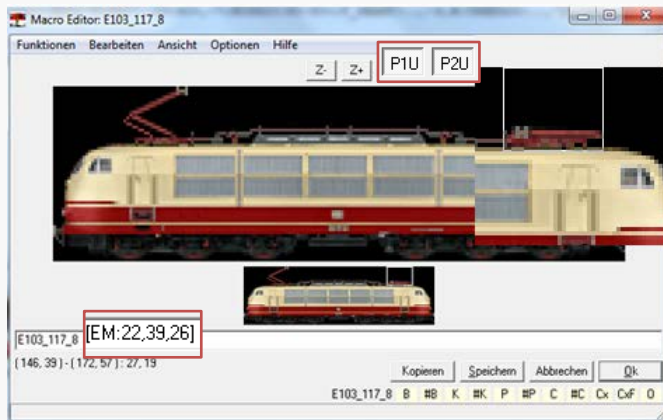 Macro Editor: E103_117_8
Funktionen Bearbeiten Ansicht Optionen Hilfe
Z- Z+ P1U P2U
E103_117_8 [EM:22,39,26]
(146, 39) - (172, 57) : 27, 19
Kopieren Speichern Abbrechen Ok
E103_117_8 B #B K #K P #P C #C Cx CxF O